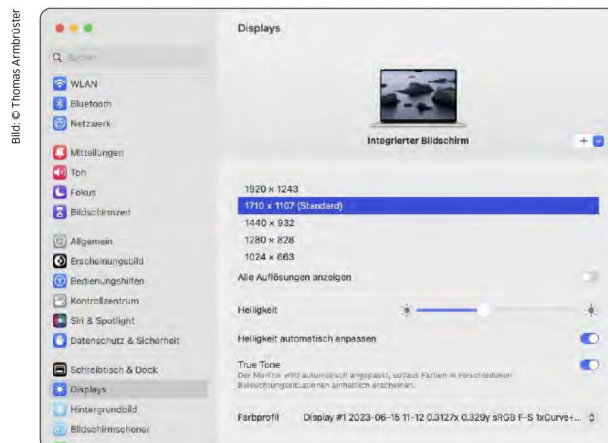 Bild: © Thomas Armbrüster
Displays
Suchen
WLAN
Bluetooth
Netzwerk
Mitteilungen
Ton
Fokus
Bildschirmzeit
Allgemein
Erscheinungsbild
Bedienungshilfen
Kontrollzentrum
Siri & Spotlight
Datenschutz & Sicherheit
Schreibtisch & Dock
Displays
Hintergrundbild
Bildschirmschoner
Integrierter Bildschirm
1920 × 1243
1710 × 1107 (Standard)
1440 × 932
1280 × 828
1024 × 663
Alle Auflösungen anzeigen
Helligkeit
Helligkeit automatisch anpassen
True Tone
Der Monitor wird automatisch angepasst, sodass Farben in verschiedenen
Beleuchtungssituationen einheitlich erscheinen.
Farbprofil
Display #1 2023-06-15 11-12 0.3127x 0.329y sRGB F-S 1xCurve+...